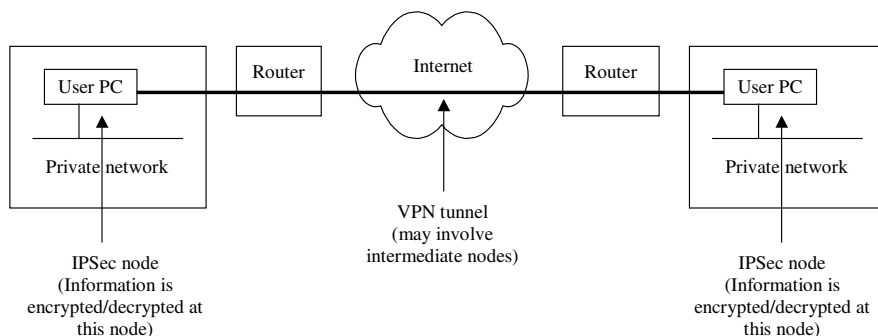 User PC
Router
Internet
Router
User PC
Private network
Private network
VPN tunnel
(may involve
intermediate nodes)
IPSec node
(Information is
encrypted/decrypted at
this node)
IPSec node
(Information is
encrypted/decrypted at
this node)